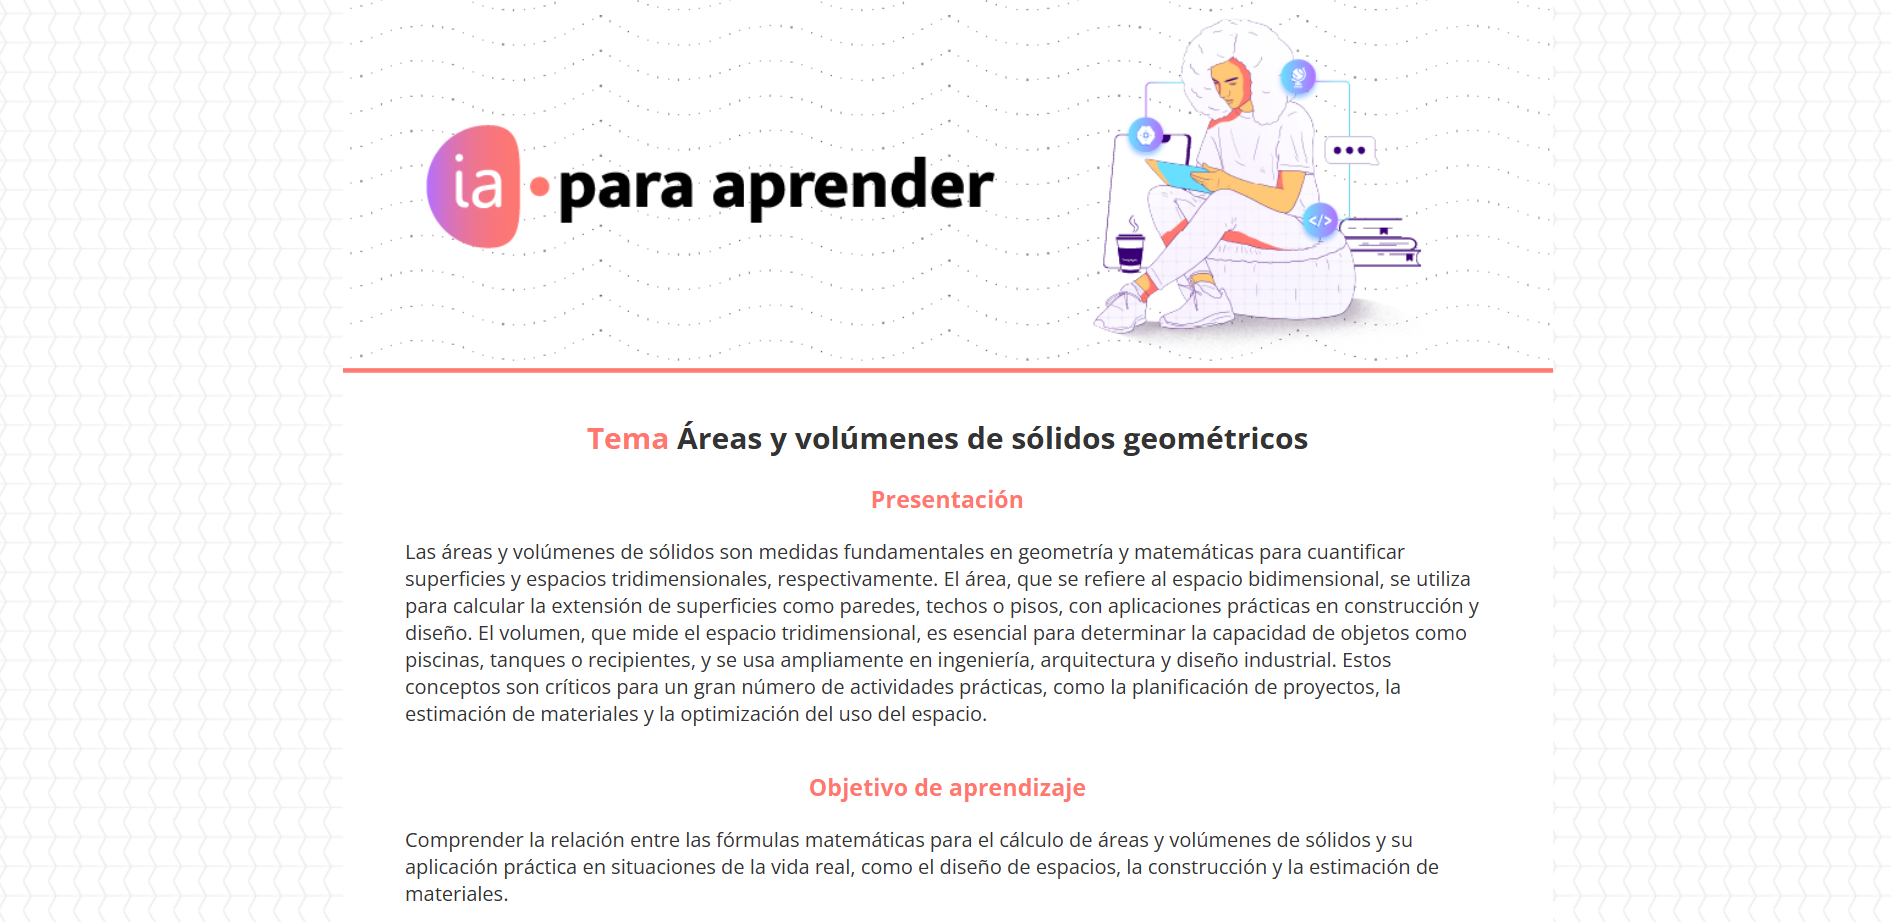 ia para aprender
</>
Tema Áreas y volúmenes de sólidos geométricos
Presentación
Las áreas y volúmenes de sólidos son medidas fundamentales en geometría y matemáticas para cuantificar
superficies y espacios tridimensionales, respectivamente. El área, que se refiere al espacio bidimensional, se utiliza
para calcular la extensión de superficies como paredes, techos o pisos, con aplicaciones prácticas en construcción y
diseño. El volumen, que mide el espacio tridimensional, es esencial para determinar la capacidad de objetos como
piscinas, tanques o recipientes, y se usa ampliamente en ingeniería, arquitectura y diseño industrial. Estos
conceptos son críticos para un gran número de actividades prácticas, como la planificación de proyectos, la
estimación de materiales y la optimización del uso del espacio.
Objetivo de aprendizaje
Comprender la relación entre las fórmulas matemáticas para el cálculo de áreas y volúmenes de sólidos y su
aplicación práctica en situaciones de la vida real, como el diseño de espacios, la construcción y la estimación de
materiales.